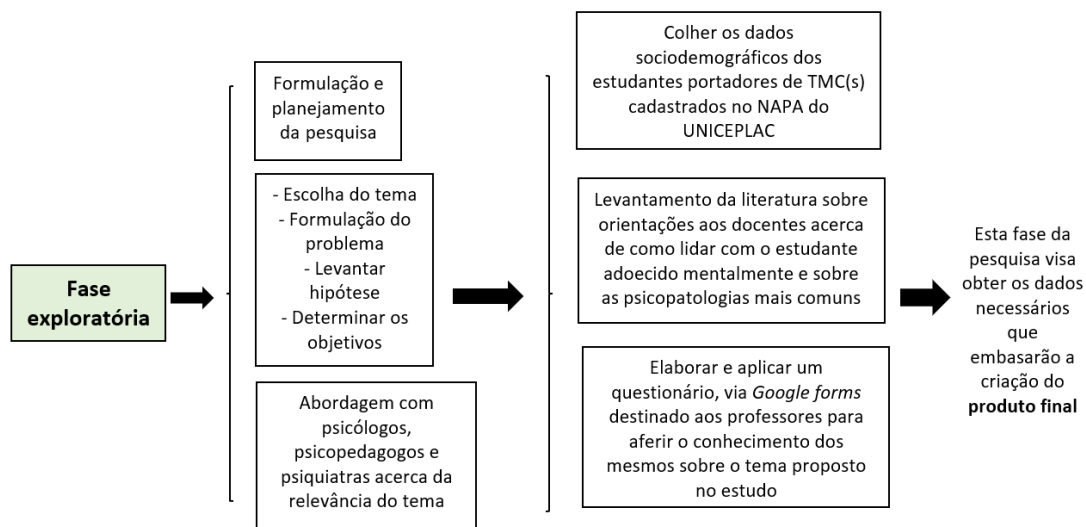 Fase
exploratória
Formulação e
planejamento
da pesquisa
- Escolha do tema
- Formulação do
problema
- Levantar
hipótese
- Determinar os
objetivos
Abordagem com
psicólogos,
psicopedagogos e
psiquiatras acerca da
relevância do tema
Colher os dados
sociodemográficos dos
estudantes portadores de TMC(s)
cadastrados no NAPA do
UNICEPLAC
Levantamento da literatura sobre
orientações aos docentes acerca
de como lidar com o estudante
adoecido mentalmente e sobre
as psicopatologias mais comuns
Elaborar e aplicar um
questionário, via Google forms
destinado aos professores para
aferir o conhecimento dos
mesmos sobre o tema proposto
no estudo
Esta fase da
pesquisa visa
obter os dados
necessários
que
embasarão a
criação do
produto final